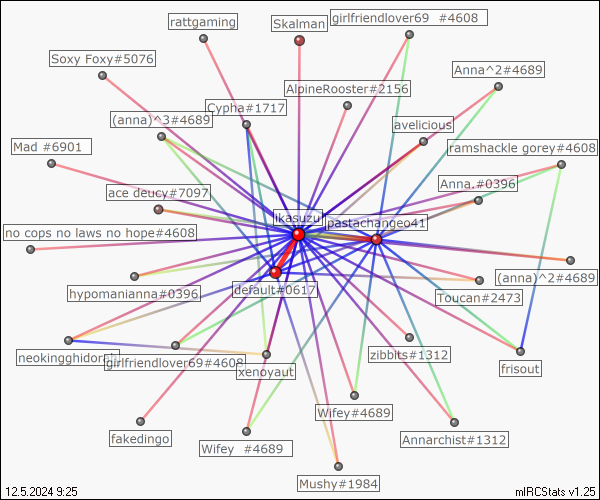 rattgaming
Skalman
girlfriendlover69 #4608
Soxy Foxy#5076
Anna^2#4689
AlpineRooster#2156
Cypha#1717
(anna)^3#4689
avelicious
Mad #6901
ramshackle gorey#4608
ace deucy#7097
Anna.#0396
ikasuzu
pastachangeo41
no cops no laws no hope#4608
(anna)^2#4689
hypomanianna#0396
default#0617
Toucan#2473
neokingghidor
girlfriendlover69#4608
xenoyaut
zibbits#1312
frisout
fakedingo
Wifey #4689
Wifey#4689
Annarchist#1312
Mushy#1984
12.5.2024 9:25
mIRCStats v1.25